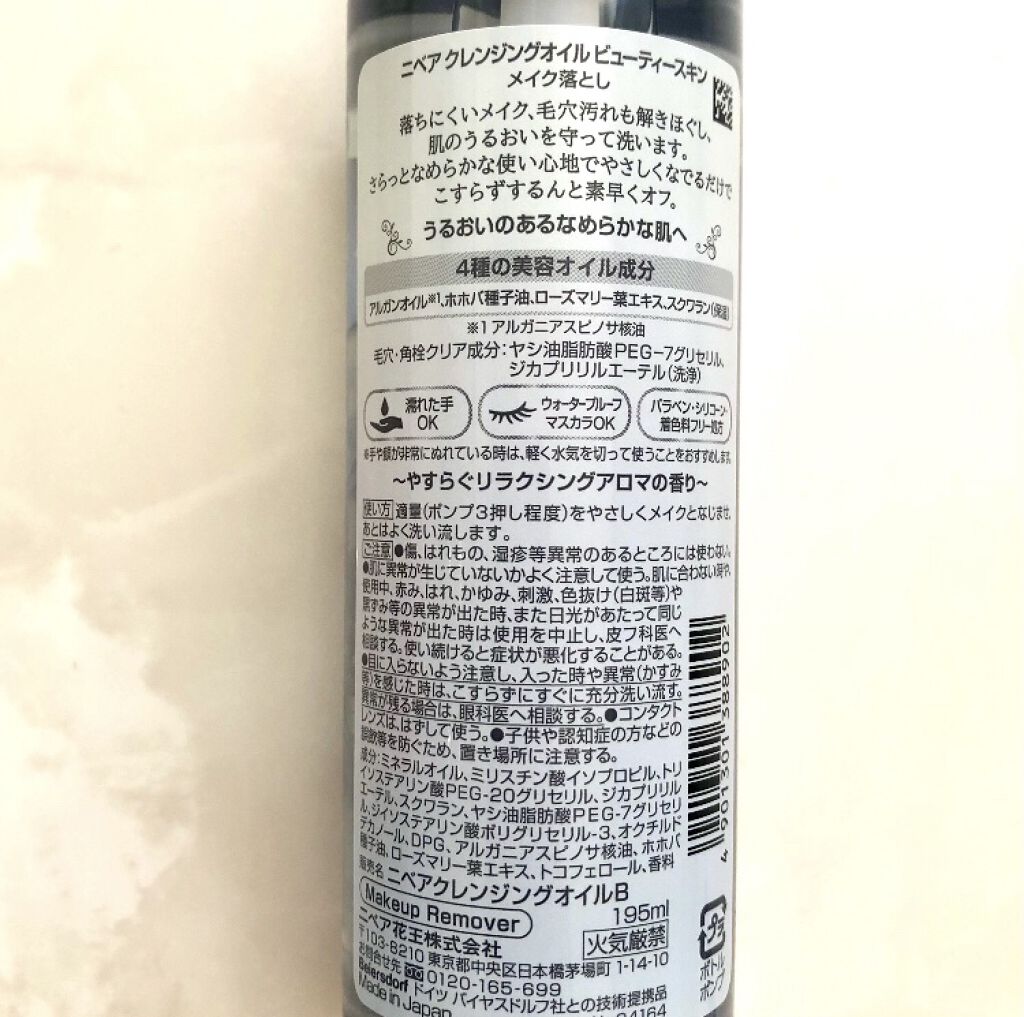 ニベア クレンジングオイル ビューティースキン
メイク落とし
落ちにくいメイク、毛穴汚れも解きほぐし、
肌のうるおいを守って洗います。
さらっとなめらかな使い心地でやさしくなでるだけで
こすらずするんと素早くオフ。
うるおいのあるなめらかな肌へ
4種の美容オイル成分
アルガンオイル※1、ホホバ種子油、ローズマリー葉エキス、スクワラン(保湿)
※1 アルガニアスピノサ核油
毛穴・角栓クリア成分：ヤシ油脂肪酸PEG-7グリセリル、
ジカプリリルエーテル(洗浄)
濡れた手
OK
ウォータープルーフ
マスカラOK
パラベン・シリコーン・
着色料フリー処方
※手や顔が非常にぬれている時は、軽く水気を切って使うことをおすすめします。
～やすらぐリラクシングアロマの香り～
使い方 適量(ポンプ3押し程度)をやさしくメイクとなじませ、
あとはよく洗い流します。
ご注意 ●傷、はれもの、湿疹等異常のあるところには使わない。
●肌に異常が生じていないかよく注意して使う。肌に合わない時や、
使用中、赤み、はれ、かゆみ、刺激、色抜け(白斑等)や
黒ずみ等の異常が出た時、また日光があたって同じ
ような異常が出た時は使用を中止し、皮フ科医へ
相談する。使い続けると症状が悪化することがある。
●目に入らないよう注意し、入った時や異常(かすみ
等)を感じた時は、こすらずにすぐに充分洗い流す。
異常が残る場合は、眼科医へ相談する。●コンタクト
レンズは、はずして使う。●子供や認知症の方などの
誤飲等を防ぐため、置き場所に注意する。
成分：ミネラルオイル、ミリスチン酸イソプロピル、トリ
イソステアリン酸PEG-20グリセリル、ジカプリリル
エーテル、スクワラン、ヤシ油脂肪酸PEG-7グリセリ
ル、ジイソステアリン酸ポリグリセリル-3、オクチルド
デカノール、DPG、アルガニアスピノサ核油、ホホバ
種子油、ローズマリー葉エキス、トコフェロール、香料
販売名 ニベアクレンジングオイルB
Makeup Remover
195ml
ニベア花王株式会社
火気厳禁
〒103-6210 東京都中央区日本橋茅場町 1-14-10
お問合せ先 0120-165-699
Beiersdorf ドイツ バイヤスドルフ社との技術提携品
Made in Japan
04164
4 901301 388902
プラ
ボトル
ポンプ